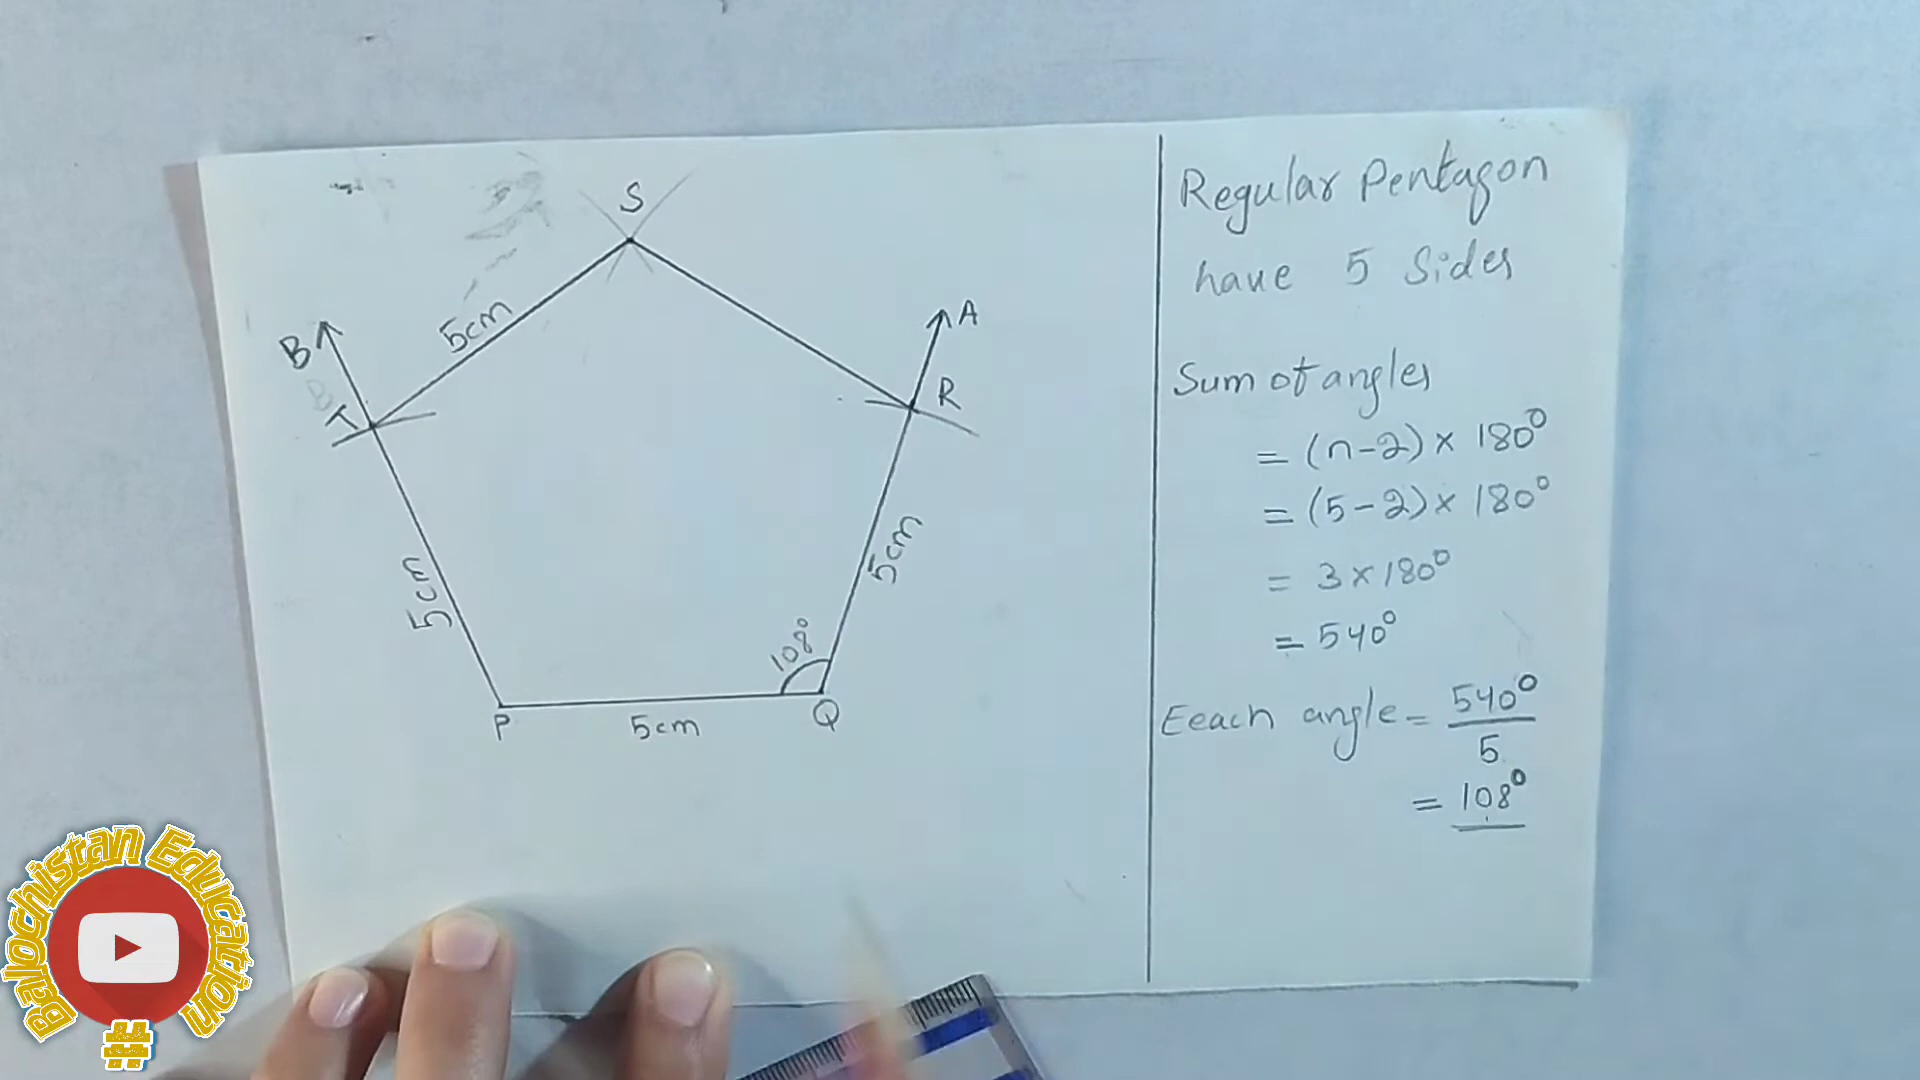 S
5cm
B
B
T
A
R
5cm
5cm
108°
P
5cm
Q
Regular Pentagon
have 5 Sides
Sum of angles
= (n-2) × 180°
= (5-2) × 180°
= 3 × 180°
= 540°
Eeach angle = 540°
5
= 108°
Balochistan Education
#